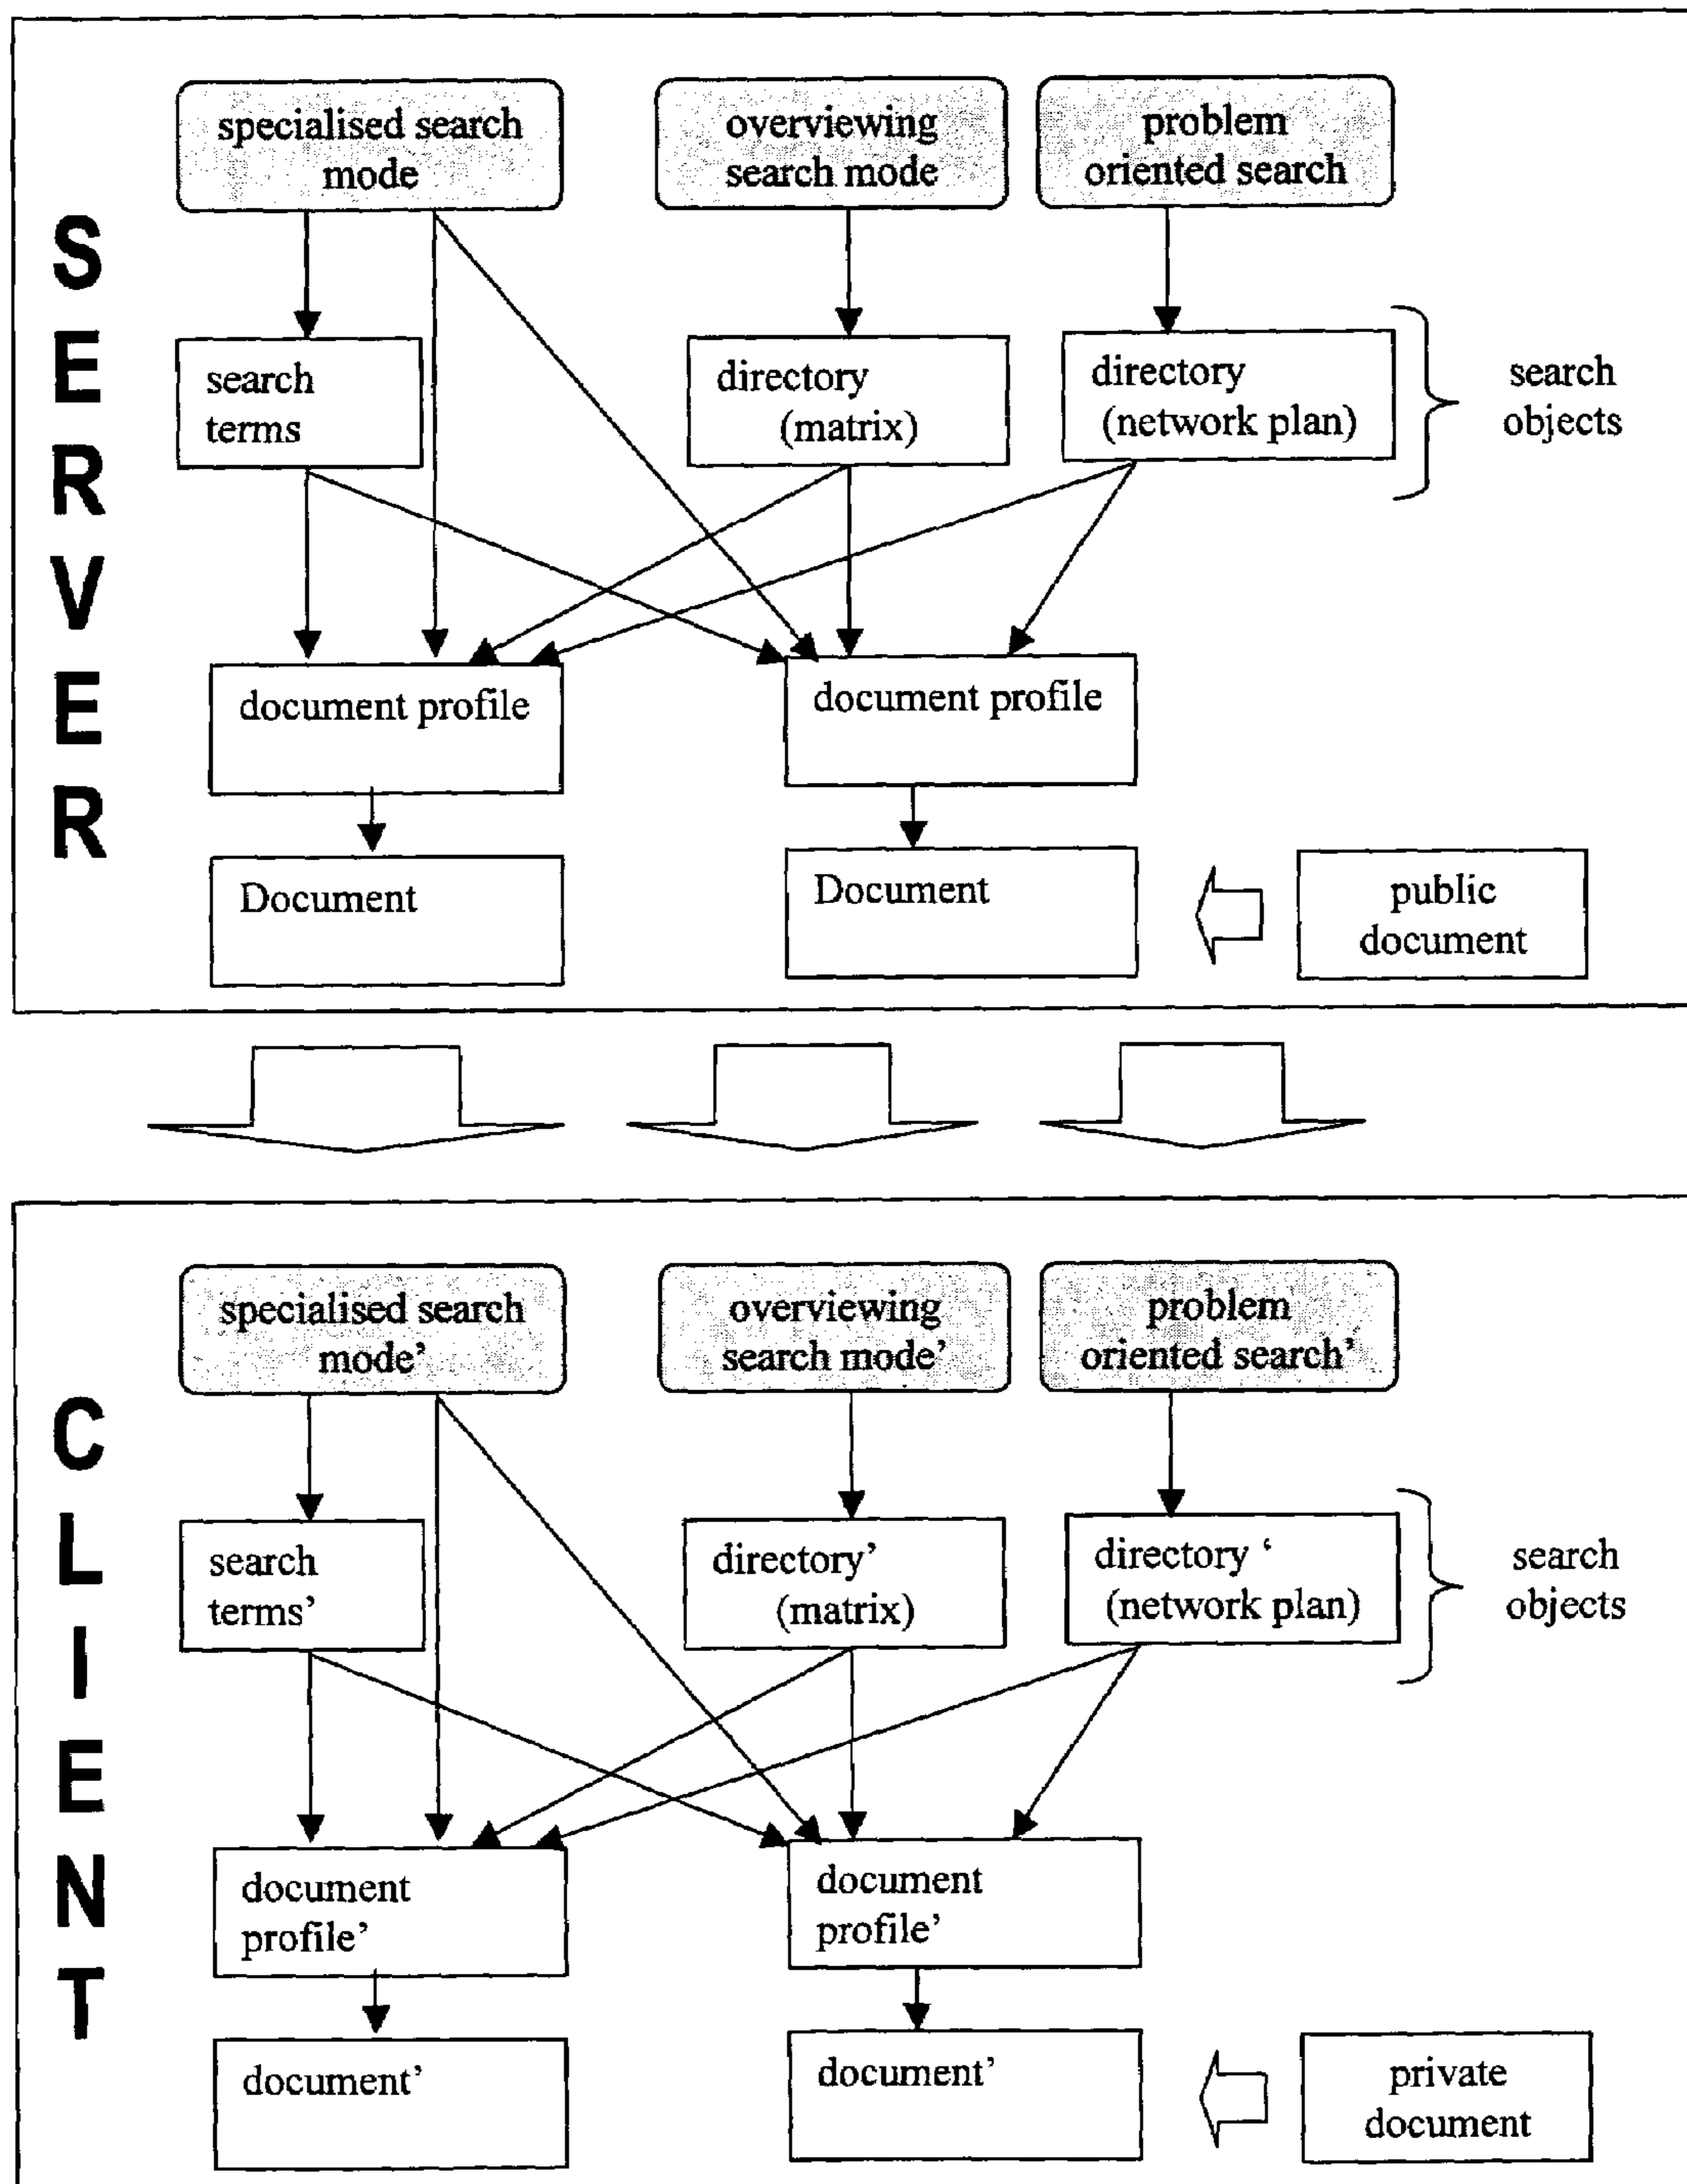 SERVER
specialised search
mode
overviewing
search mode
problem
oriented search
search
terms
directory
(matrix)
directory
(network plan)
search
objects
document profile
document profile
Document
Document
public
document
CLIENT
specialised search
mode’
overviewing
search mode’
problem
oriented search’
search
terms’
directory’
(matrix)
directory ‘
(network plan)
search
objects
document
profile’
document
profile’
document’
document’
private
document